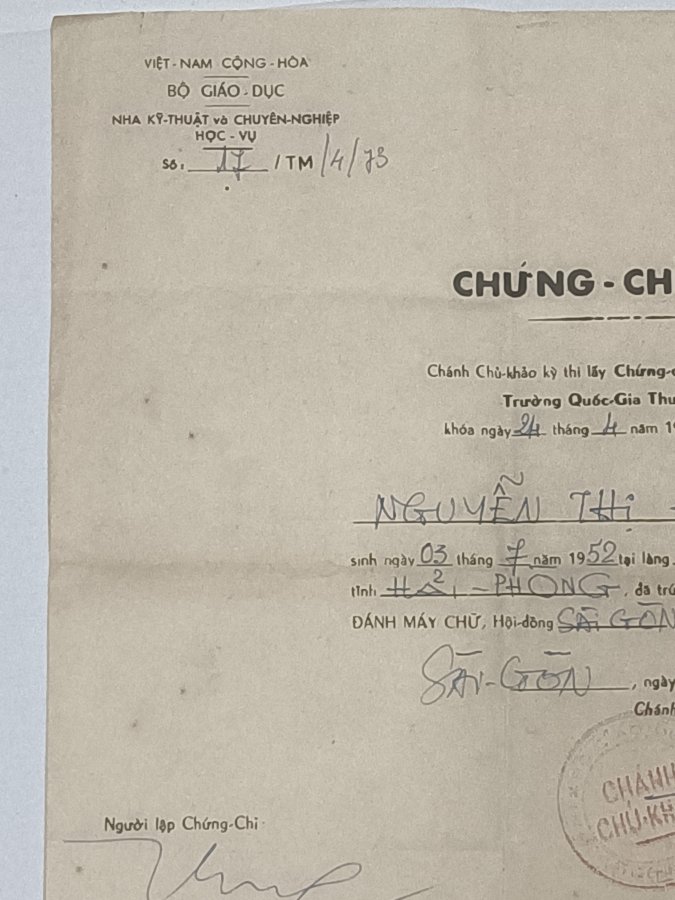 VIỆT-NAM CỘNG-HÒA
BỘ GIÁO-DỤC
NHA KỸ-THUẬT và CHUYÊN-NGHIỆP
HỌC-VỤ
Số: 17 /TM/4/73
CHỨNG-CH
Chánh Chủ-khảo kỳ thi lấy Chứng-c
Trường Quốc-Gia Thu
khóa ngày 24 tháng 4 năm 1
NGUYỄN THỊ
sinh ngày 03 tháng 7 năm 1952 tại làng
tỉnh HẢI-PHÒNG, đã trú
ĐÁNH MÁY CHỮ, Hội-đồng SÀI GÒN
SÀI-GÒN, ngày
Chánh
CHÁNH
CHỦ-KH
Người lập Chứng-Chỉ